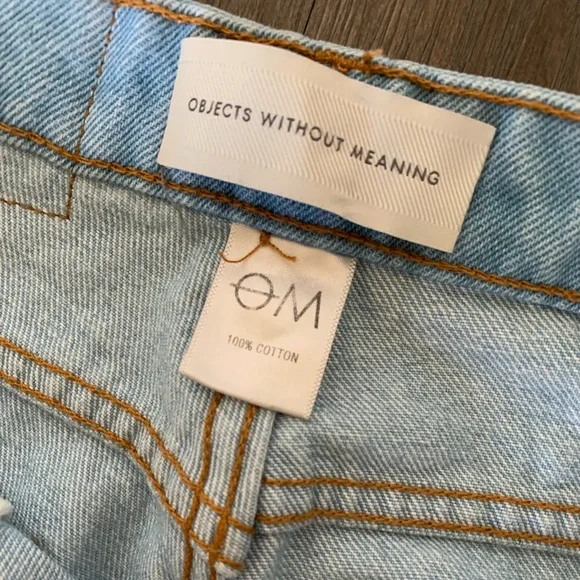 OBJECTS WITHOUT MEANING
OM
100% COTTON